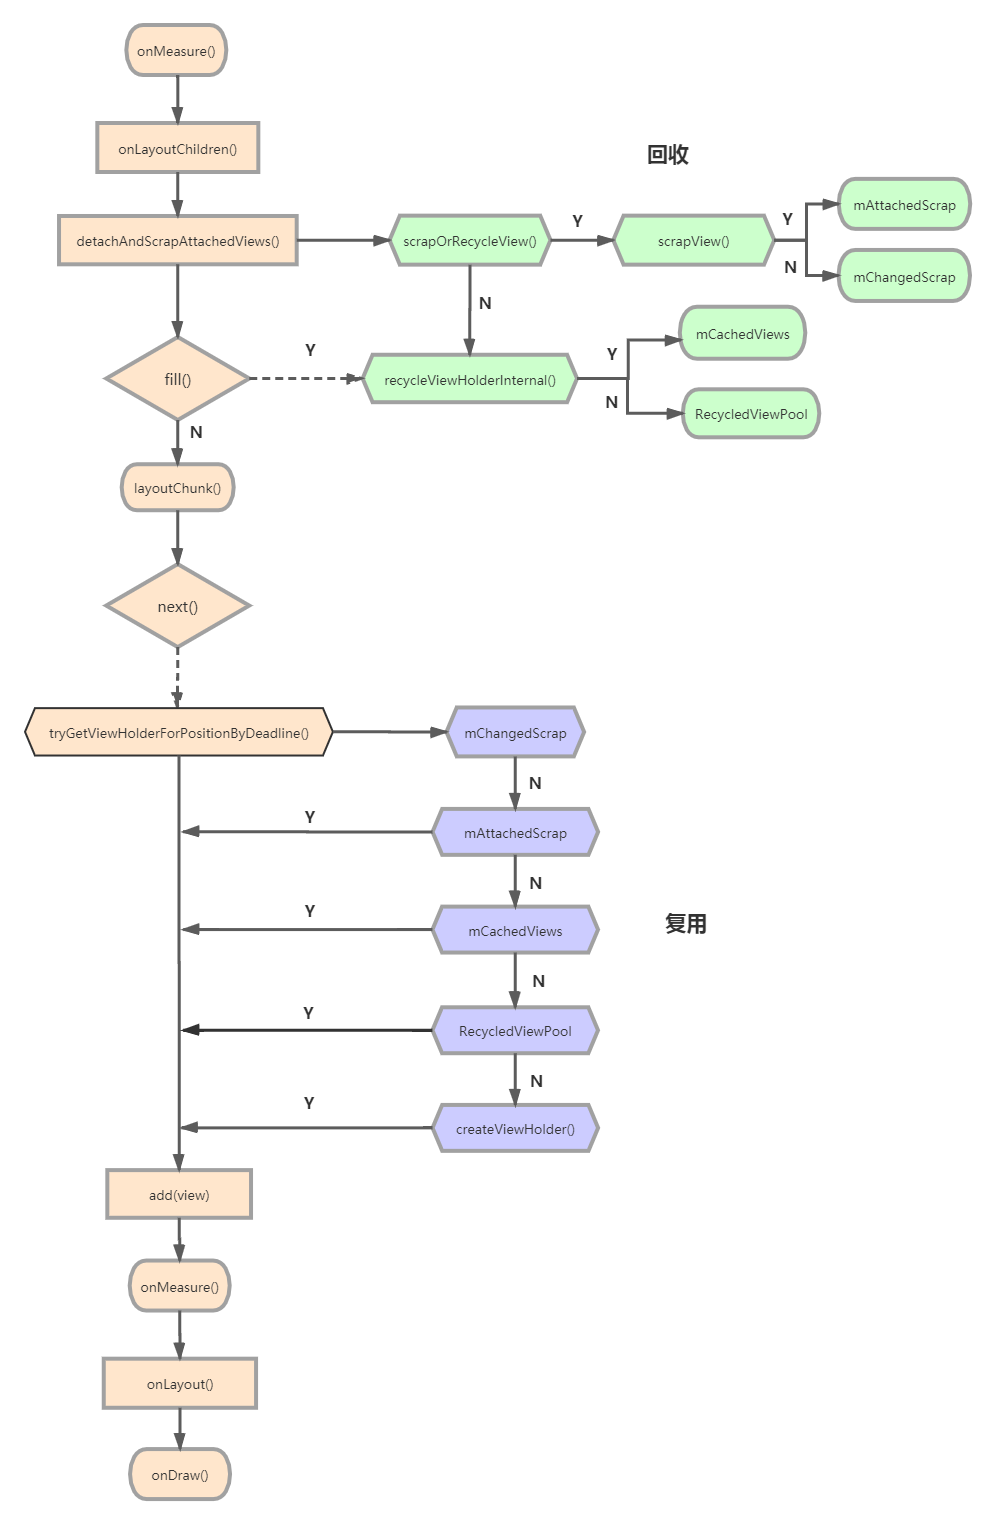 onMeasure()
onLayoutChildren()
回收
mAttachedScrap
Y
Y
detachAndScrapAttachedViews()
scrapOrRecycleView()
scrapView()
N
mChangedScrap
N
mCachedViews
Y
Y
fill()
recycleViewHolderInternal()
N
RecycledViewPool
N
layoutChunk()
next()
tryGetViewHolderForPositionByDeadline()
mChangedScrap
N
Y
mAttachedScrap
N
Y
复用
mCachedViews
N
Y
RecycledViewPool
N
Y
createViewHolder()
add(view)
onMeasure()
onLayout()
onDraw()